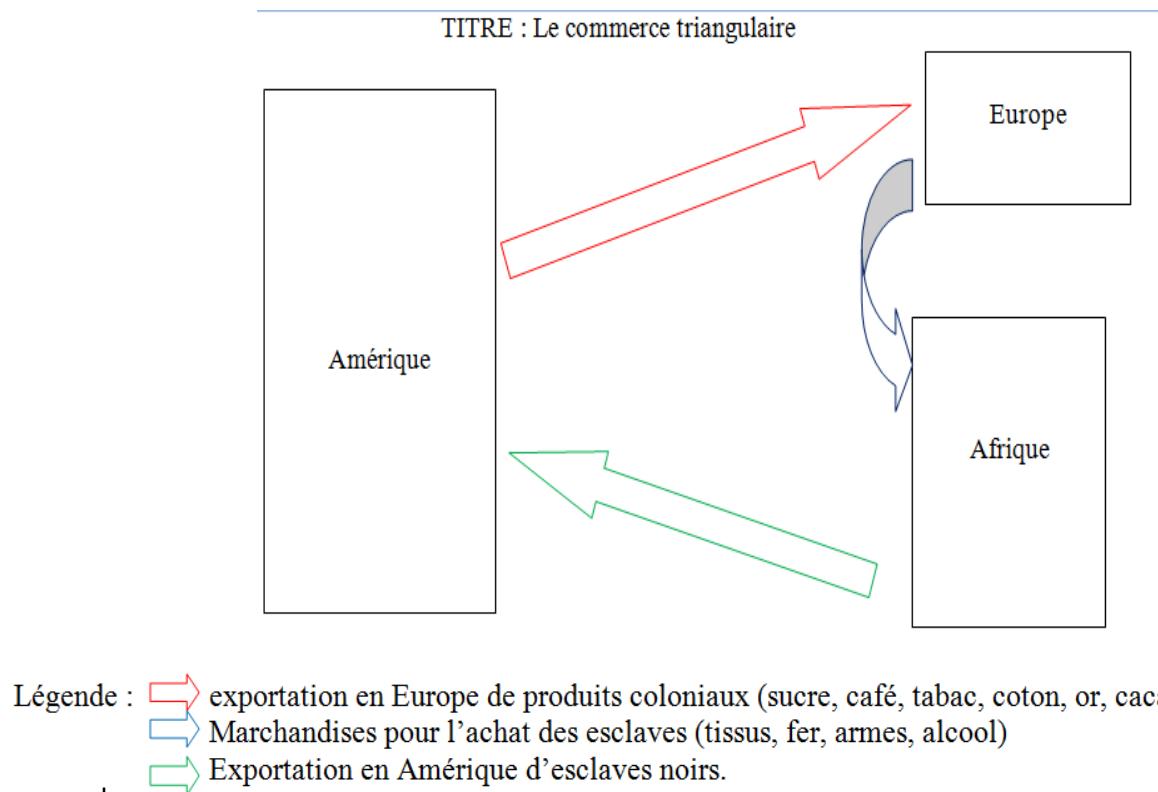 TITRE : Le commerce triangulaire
Europe
Amérique
Afrique
Légende : exportation en Europe de produits coloniaux (sucre, café, tabac, coton, or,
Marchandises pour l’achat des esclaves (tissus, fer, armes, alcool)
Exportation en Amérique d’esclaves noirs.